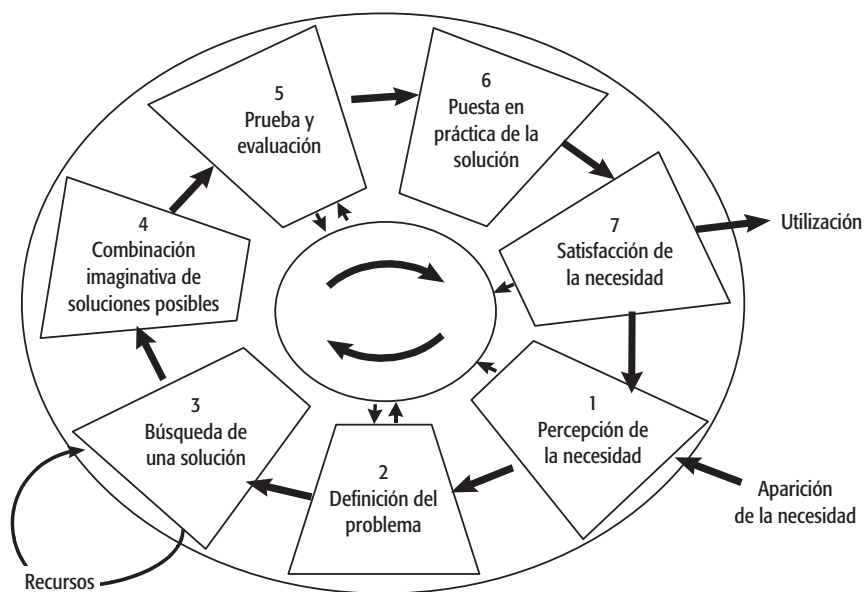 5
Prueba y
evaluación
6
Puesta en
práctica de la
solución
4
Combinación
imaginativa de
soluciones posibles
7
Satisfacción de
la necesidad
Utilización
3
Búsqueda de
una solución
2
Definición del
problema
1
Percepción de
la necesidad
Aparición
de la necesidad
Recursos